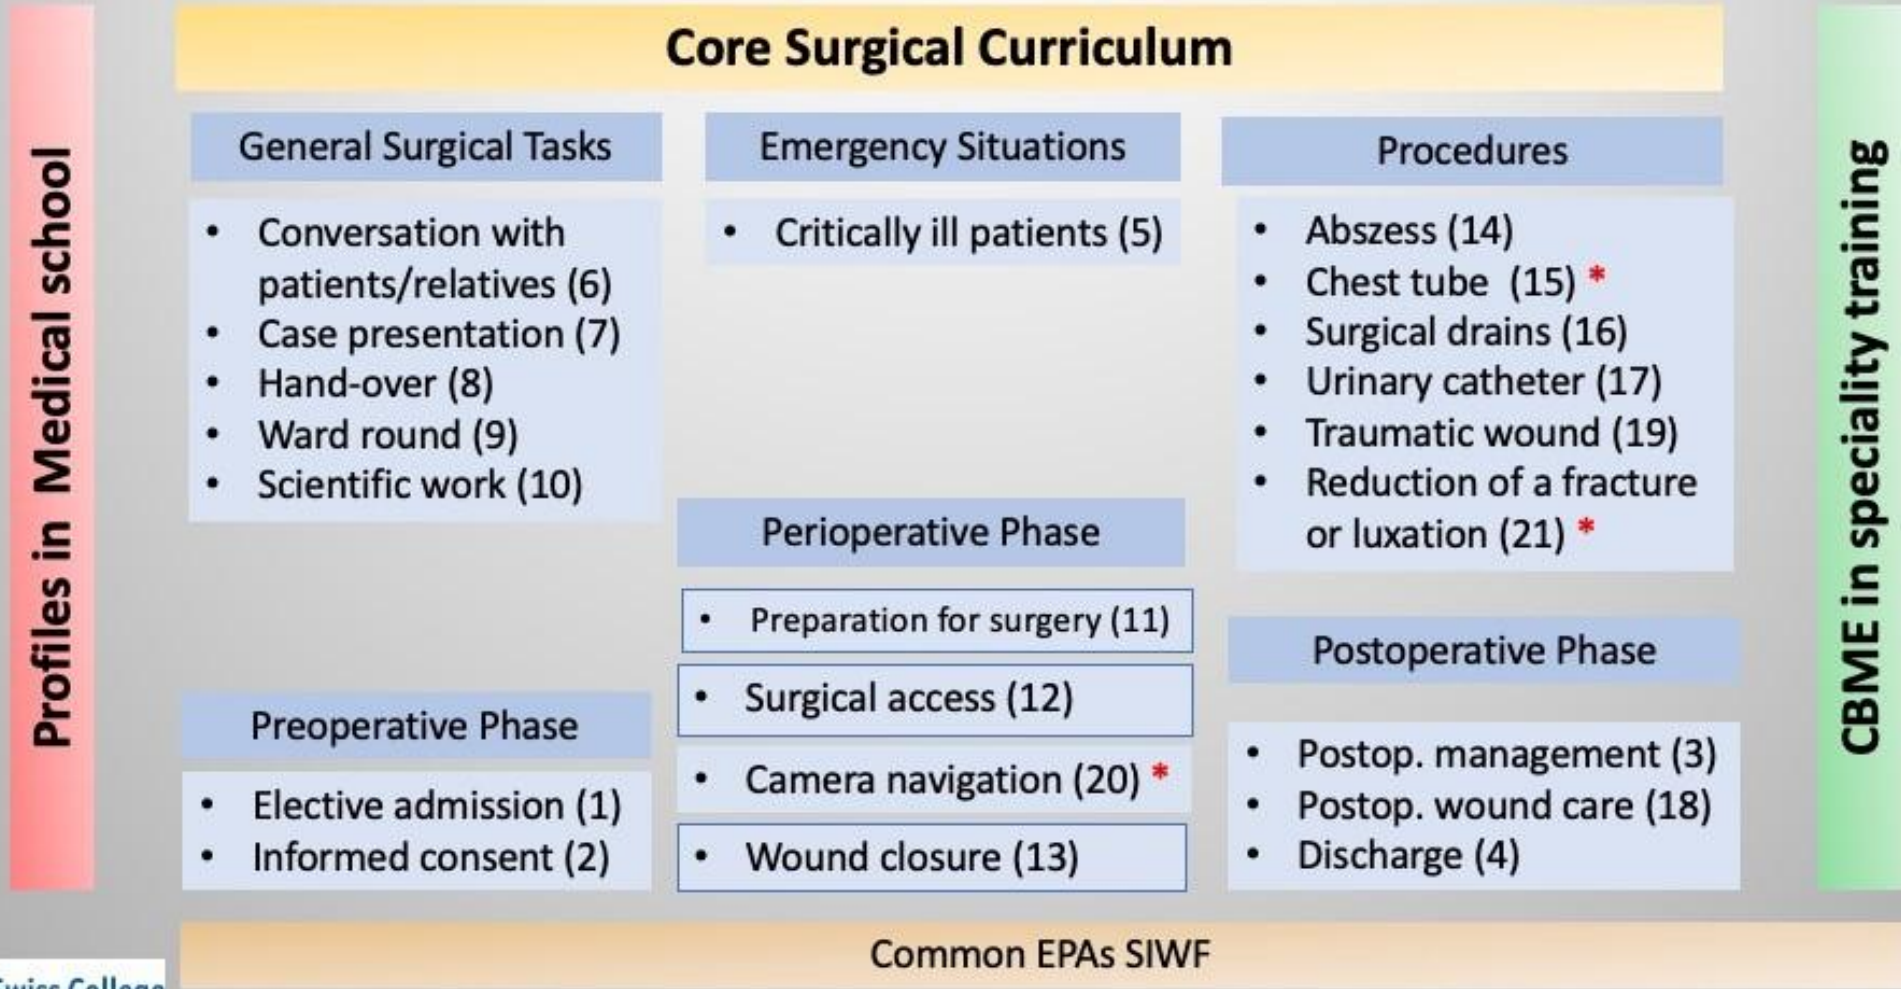 Core Surgical Curriculum
Profiles in Medical school
General Surgical Tasks
• Conversation with
patients/relatives (6)
• Case presentation (7)
• Hand-over (8)
• Ward round (9)
• Scientific work (10)
Emergency Situations
• Critically ill patients (5)
Procedures
• Abszess (14)
• Chest tube (15) *
• Surgical drains (16)
• Urinary catheter (17)
• Traumatic wound (19)
• Reduction of a fracture
or luxation (21) *
Preoperative Phase
• Elective admission (1)
• Informed consent (2)
Perioperative Phase
• Preparation for surgery (11)
• Surgical access (12)
• Camera navigation (20) *
• Wound closure (13)
Postoperative Phase
• Postop. management (3)
• Postop. wound care (18)
• Discharge (4)
CBME in speciality training
Common EPAs SIWF
Swiss College